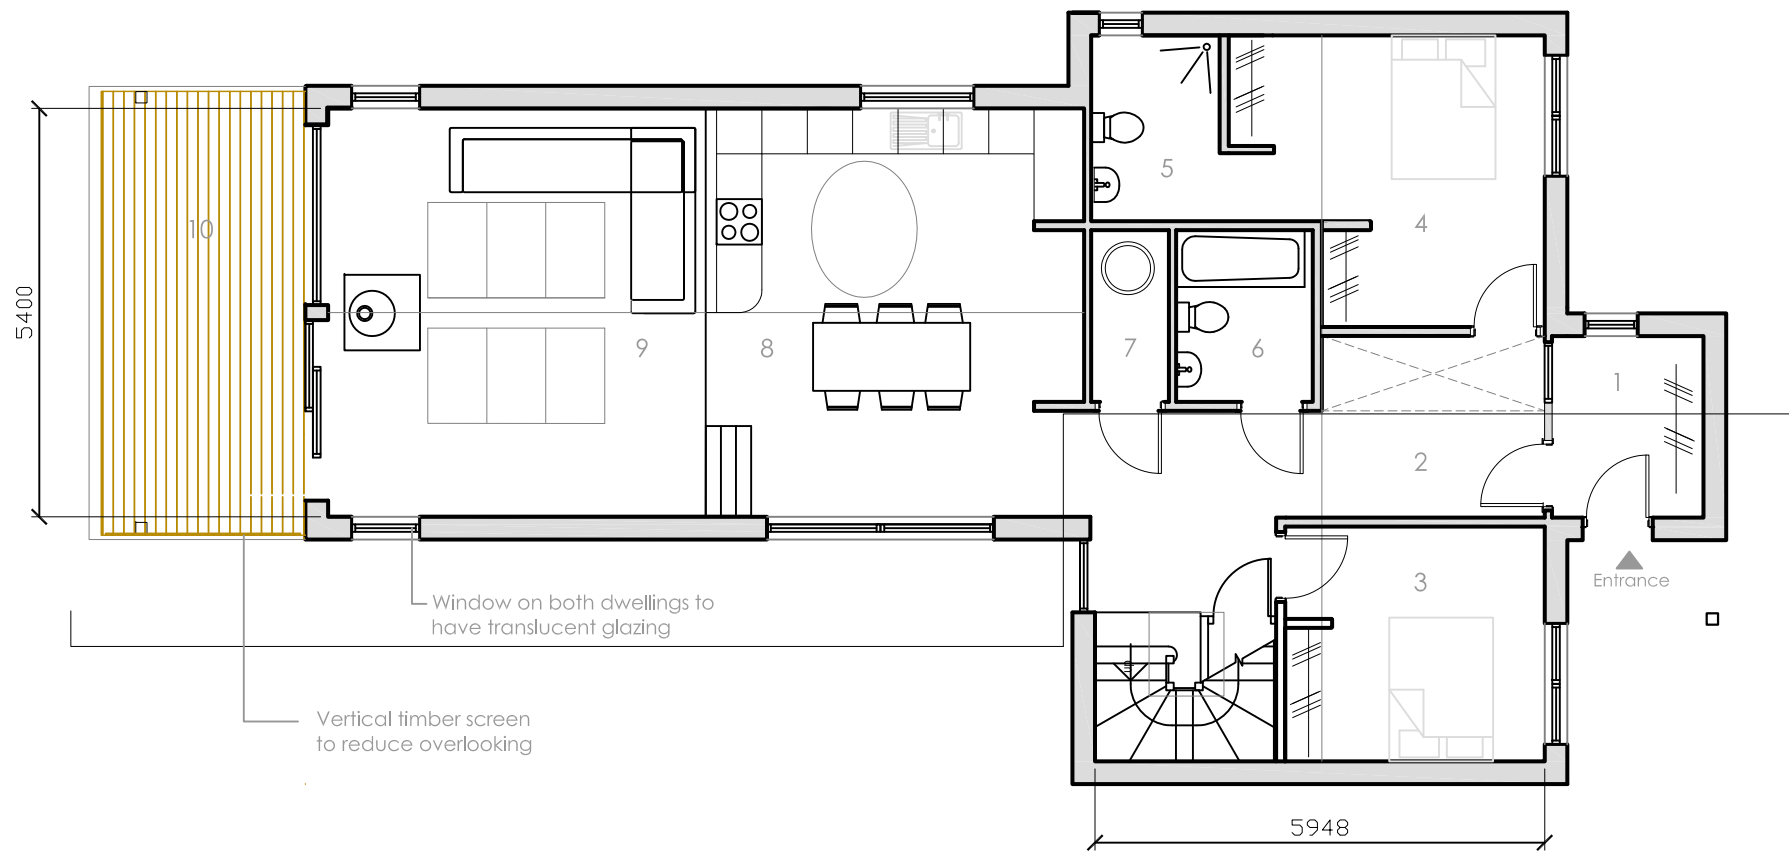 5
10
4
5400
9
8
7
6
1
2
3
Entrance
Window on both dwellings to
have translucent glazing
up
Vertical timber screen
to reduce overlooking
5948